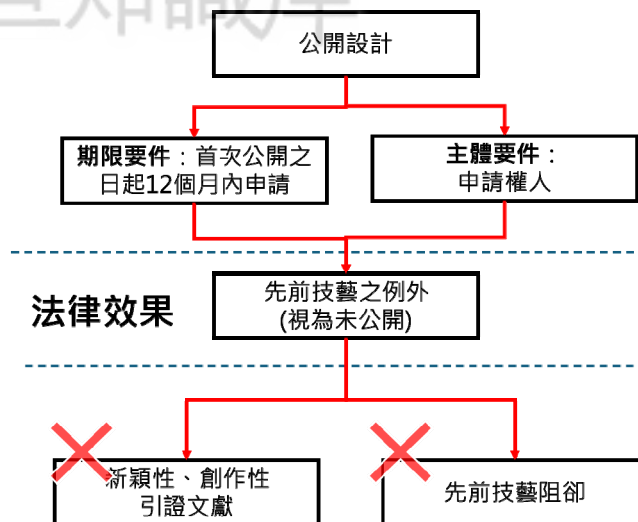 公開設計
期限要件：首次公開之
日起12個月內申請
主體要件：
申請權人
法律效果
先前技藝之例外
(視為未公開)
新穎性、創作性
引證文獻
先前技藝阻卻